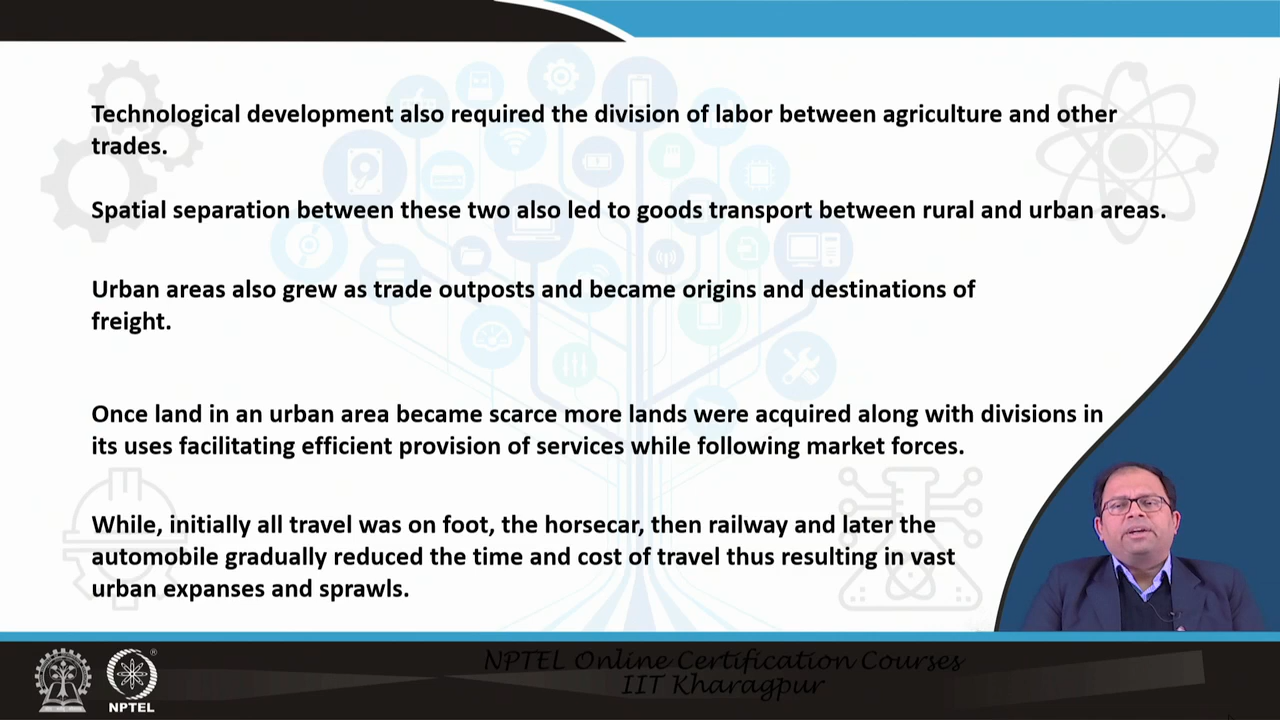 Technological development also required the division of labor between agriculture and other
trades.
Spatial separation between these two also led to goods transport between rural and urban areas.
Urban areas also grew as trade outposts and became origins and destinations of
freight.
Once land in an urban area became scarce more lands were acquired along with divisions in
its uses facilitating efficient provision of services while following market forces.
While, initially all travel was on foot, the horsecar, then railway and later the
automobile gradually reduced the time and cost of travel thus resulting in vast
urban expanses and sprawls.
NPTEL Online Certification Courses
IIT Kharagpur
®
NPTEL